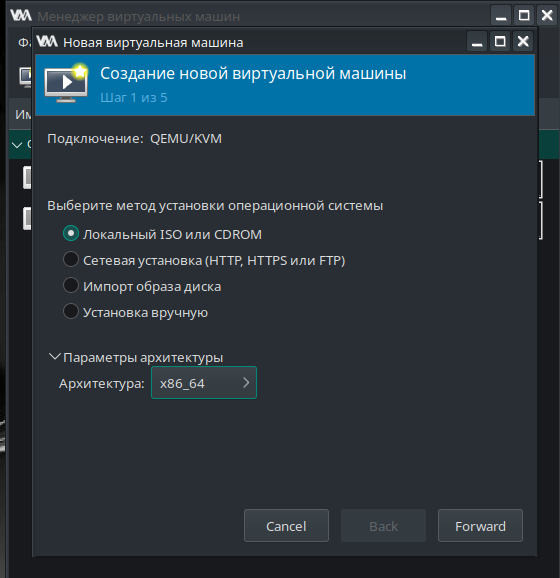 Менеджер виртуальных машин
Новая виртуальная машина
Создание новой виртуальной машины
Шаг 1 из 5
Подключение: QEMU/KVM
Выберите метод установки операционной системы
Локальный ISO или CDROM
Сетевая установка (HTTP, HTTPS или FTP)
Импорт образа диска
Установка вручную
Параметры архитектуры
Архитектура: x86_64
Cancel
Back
Forward